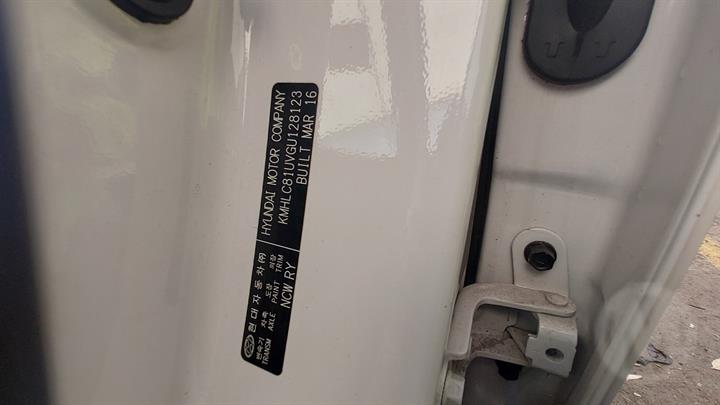 HYUNDAI MOTOR COMPANY
KMHLC81UVGU128123
BUILT MAR 16
현대자동차(주)
변속기 차축 도장 의장
TRANSM AXLE PAINT TRIM
NCW RY